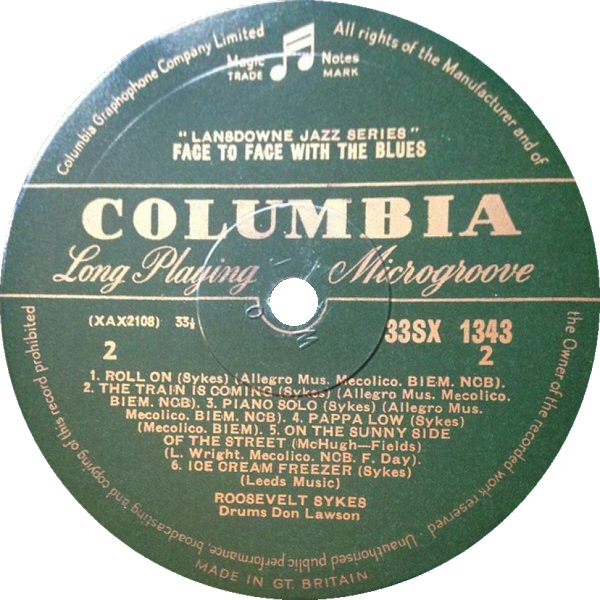 Columbia Graphophone Company Limited
All rights of the Manufacturer and of
the Owner of the recorded work reserved · Unauthorised public performance, broadcasting and copying of this record prohibited
Magic Notes
TRADE MARK
"LANSDOWNE JAZZ SERIES"
FACE TO FACE WITH THE BLUES
COLUMBIA
Long Playing Microgroove
(XAX2108) 33⅓
33SX 1343
2
2
1. ROLL ON (Sykes) (Allegro Mus. Mecolico. BIEM. NCB).
2. THE TRAIN IS COMING (Sykes) (Allegro Mus. Mecolico.
BIEM. NCB). 3. PINO SOLO (Sykes) (Allegro Mus.
Mecolico. BIEM. NCB). 4. PAPPA LOW (Sykes)
(Mecolico. BIEM). 5. ON THE SUNNY SIDE
OF THE STREET (McHugh—Fields)
(L. Wright. Mecolico. NCB. F. Day).
6. ICE CREAM FREEZER (Sykes)
(Leeds Music)
ROOSEVELT SYKES
Drums Don Lawson
MADE IN GT. BRITAIN